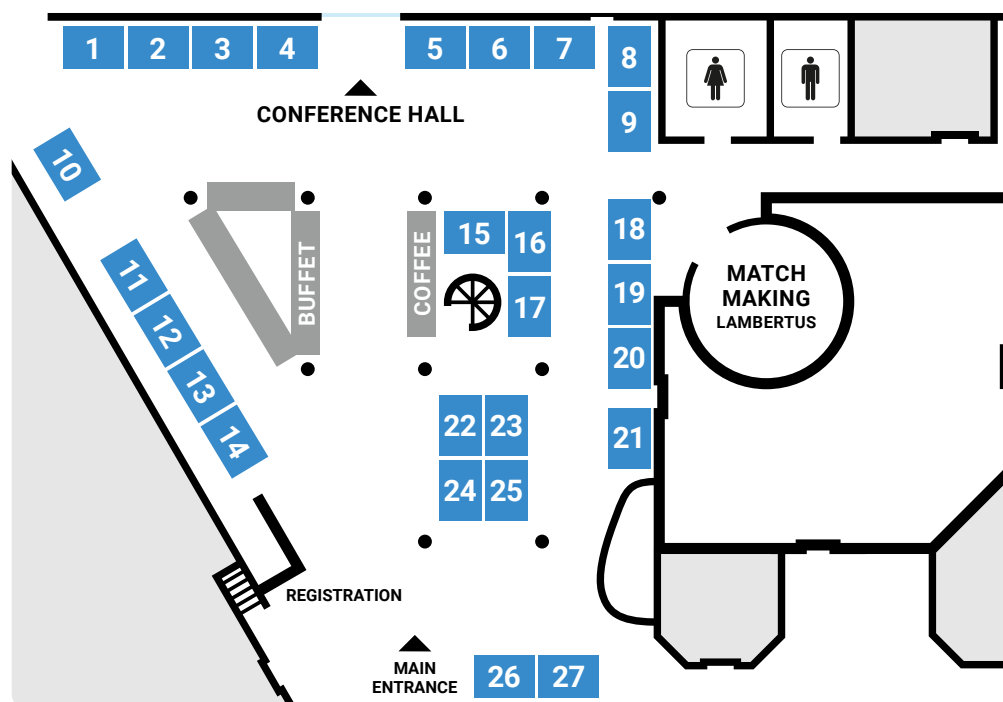 1 2 3 4 5 6 7 8
CONFERENCE HALL
9
10
15 16
18
BUFFET
COFFEE
11
12
13
14
17
19
MATCH
MAKING
LAMBERTUS
20
22 23
21
24 25
REGISTRATION
MAIN
ENTRANCE
26 27